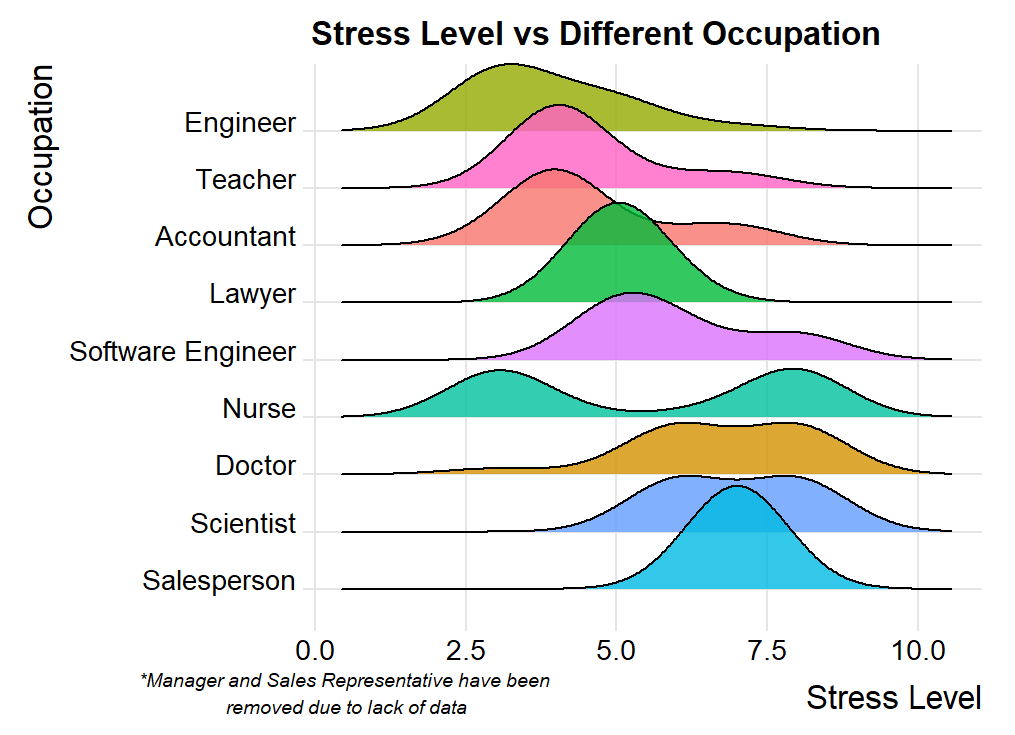 Stress Level vs Different Occupation
Occupation
Engineer
Teacher
Accountant
Lawyer
Software Engineer
Nurse
Doctor
Scientist
Salesperson
0.0 2.5 5.0 7.5 10.0
Stress Level
*Manager and Sales Representative have been
removed due to lack of data